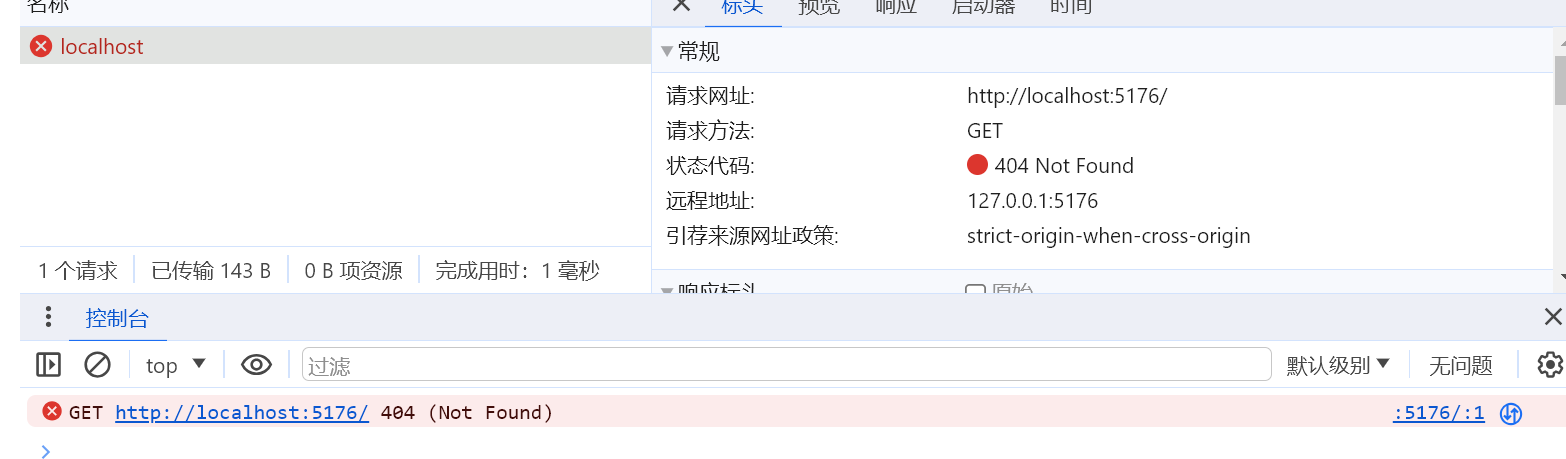 名称
标头 预览 响应 启动器 时间
localhost
常规
请求网址: http://localhost:5176/
请求方法: GET
状态代码: 404 Not Found
远程地址: 127.0.0.1:5176
引荐来源网址政策: strict-origin-when-cross-origin
1 个请求 已传输 143 B 0 B 项资源 完成用时：1 毫秒
响应标头 原始
控制台
top 过滤 默认级别 无问题
GET http://localhost:5176/ 404 (Not Found) :5176/:1